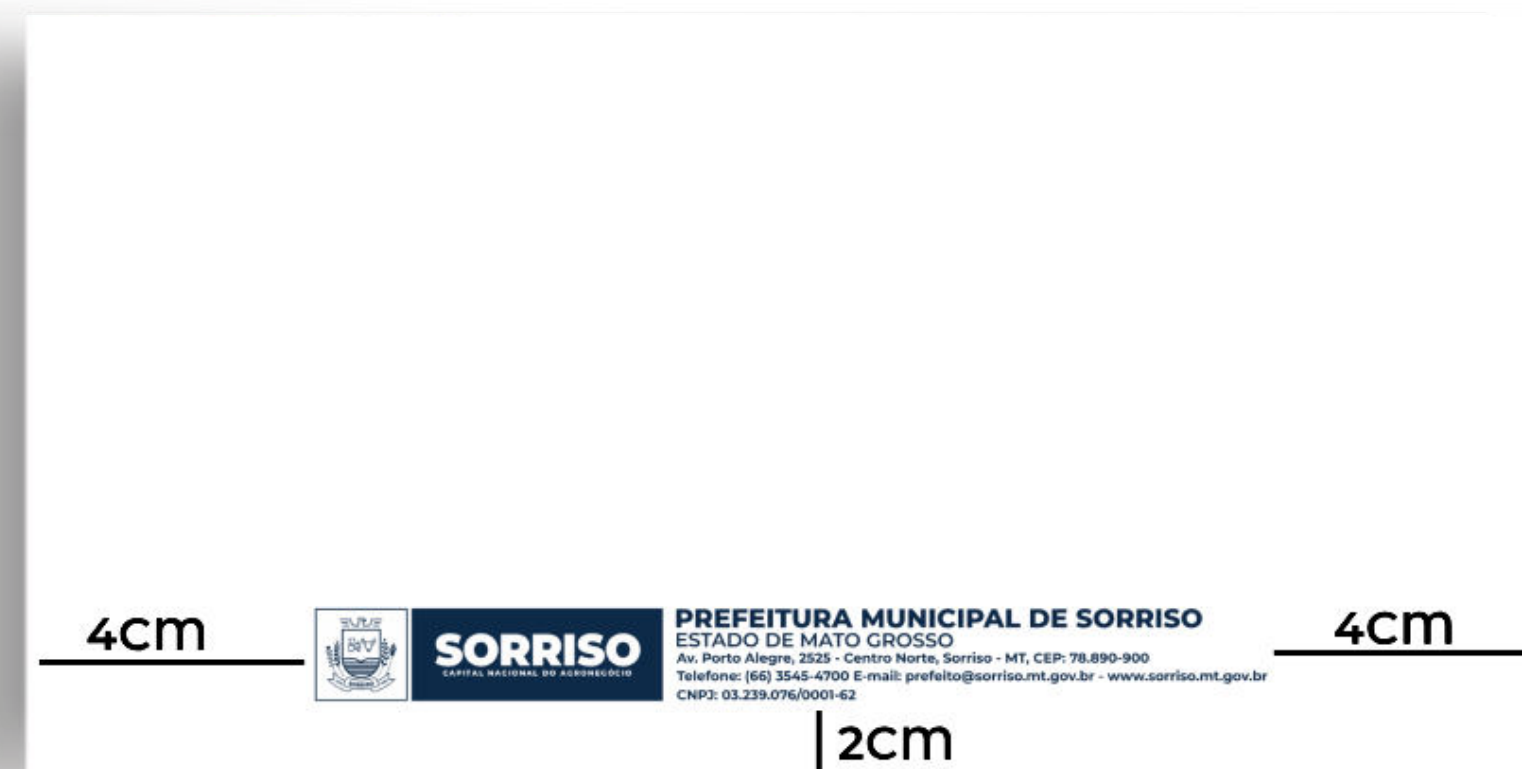 4cm
SORRISO
CAPITAL NACIONAL DO AGRONEGÓCIO
PREFEITURA MUNICIPAL DE SORRISO
ESTADO DE MATO GROSSO
Av. Porto Alegre, 2525 - Centro Norte, Sorriso - MT, CEP: 78.890-900
Telefone: (66) 3545-4700 E-mail: prefeito@sorriso.mt.gov.br - www.sorriso.mt.gov.br
CNPJ: 03.239.076/0001-62
4cm
2cm